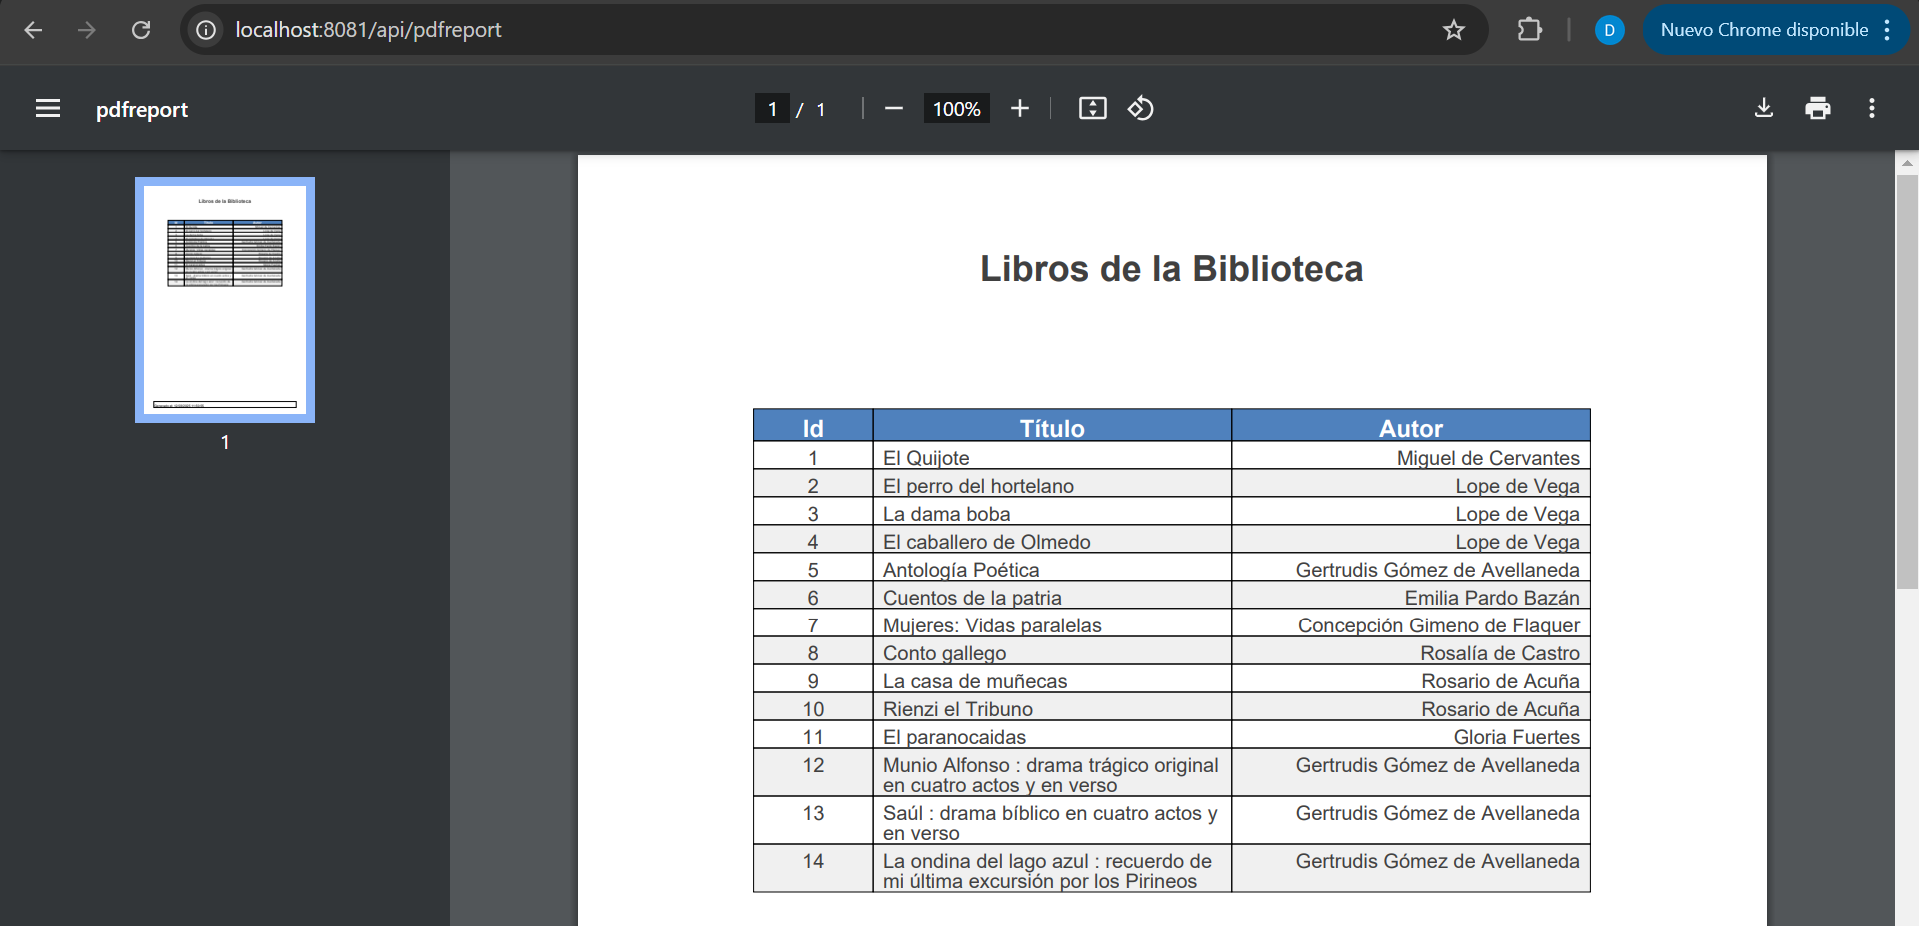 localhost:8081/api/pdfreport
D
Nuevo Chrome disponible
pdfreport
1 / 1
100%
Libros de la Biblioteca
1
Libros de la Biblioteca
Id Título Autor
1 El Quijote Miguel de Cervantes
2 El perro del hortelano Lope de Vega
3 La dama boba Lope de Vega
4 El caballero de Olmedo Lope de Vega
5 Antología Poética Gertrudis Gómez de Avellaneda
6 Cuentos de la patria Emilia Pardo Bazán
7 Mujeres: Vidas paralelas Concepción Gimeno de Flaquer
8 Conto gallego Rosalía de Castro
9 La casa de muñecas Rosario de Acuña
10 Rienzi el Tribuno Rosario de Acuña
11 El paranocaidas Gloria Fuertes
12 Munio Alfonso : drama trágico original Gertrudis Gómez de Avellaneda
en cuatro actos y en verso
13 Saúl : drama bíblico en cuatro actos y Gertrudis Gómez de Avellaneda
en verso
14 La ondina del lago azul : recuerdo de Gertrudis Gómez de Avellaneda
mi última excursión por los Pirineos